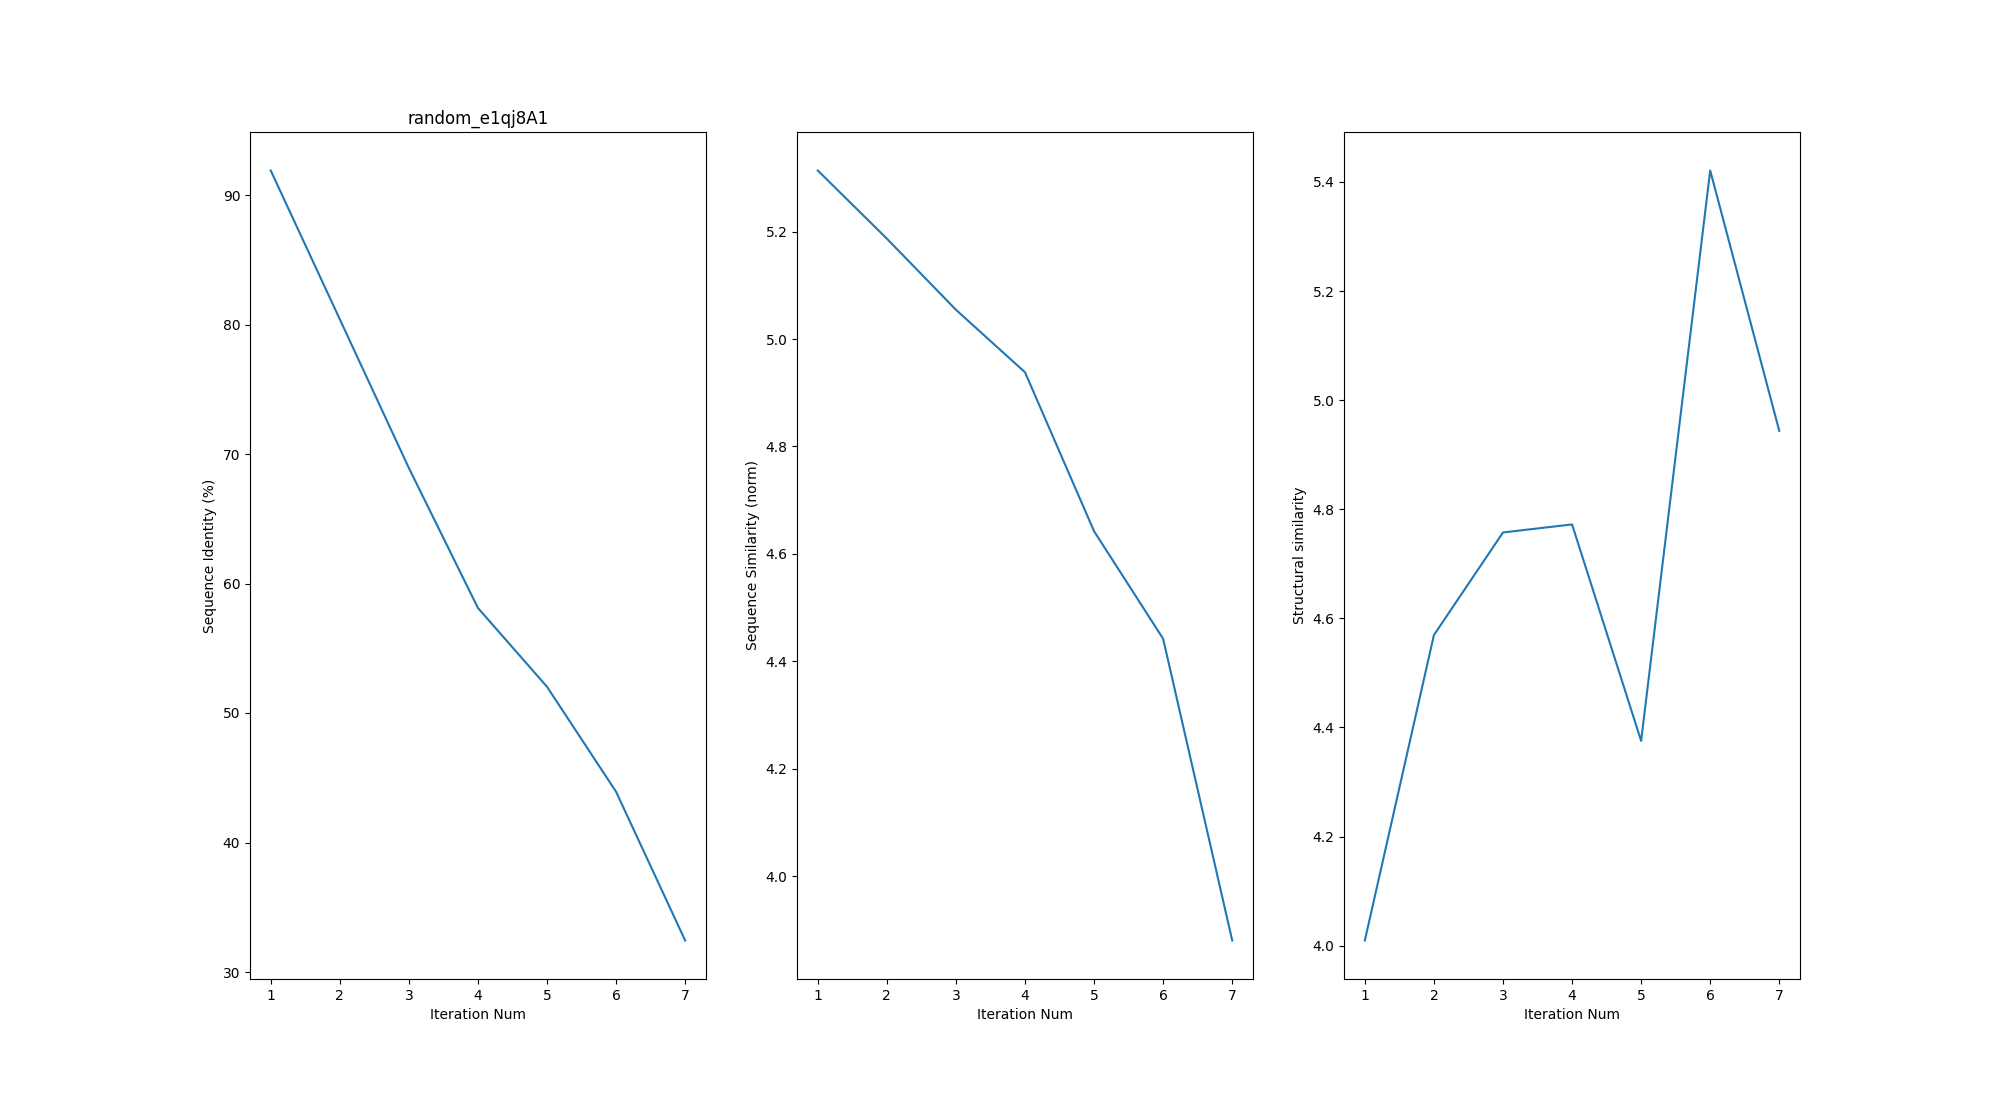 random_e1qj8A1
90
80
70
60
50
40
30
Sequence Identity (%)
1 2 3 4 5 6 7
Iteration Num
5.2
5.0
4.8
4.6
4.4
4.2
4.0
Sequence Similarity (norm)
1 2 3 4 5 6 7
Iteration Num
5.4
5.2
5.0
4.8
4.6
4.4
4.2
4.0
Structural similarity
1 2 3 4 5 6 7
Iteration Num